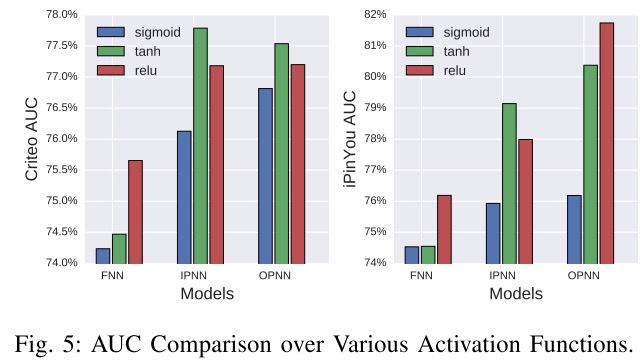 78.0%
77.5%
77.0%
76.5%
76.0%
75.5%
75.0%
74.5%
74.0%
Criteo AUC
sigmoid
tanh
relu
FNN IPNN OPNN
Models
82%
81%
80%
79%
78%
77%
76%
75%
74%
iPinYou AUC
sigmoid
tanh
relu
FNN IPNN OPNN
Models
Fig. 5: AUC Comparison over Various Activation Functions.